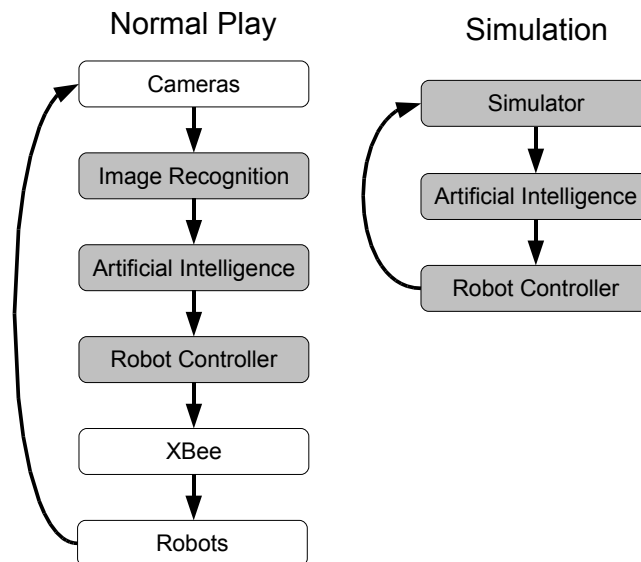 Normal Play
Cameras
Image Recognition
Artificial Intelligence
Robot Controller
XBee
Robots
Simulation
Simulator
Artificial Intelligence
Robot Controller